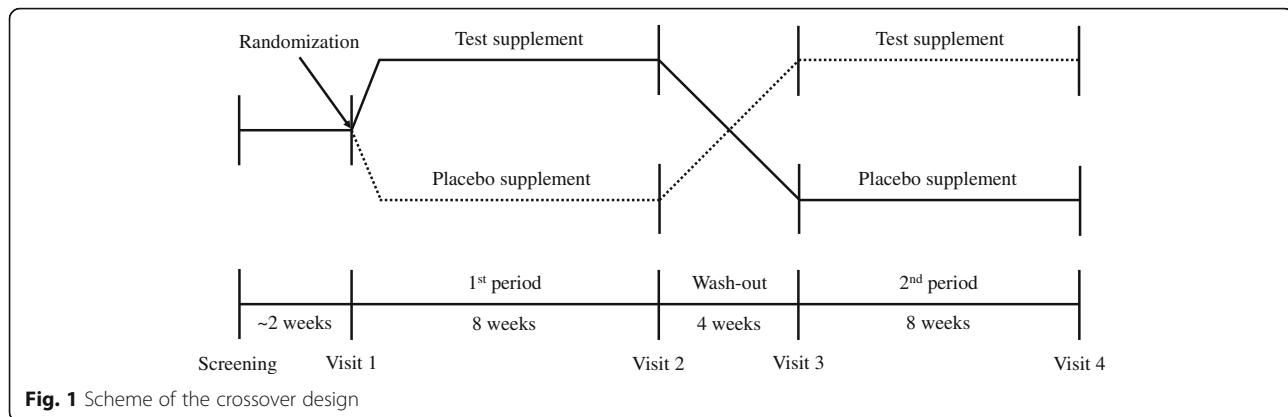 Randomization
Test supplement
Test supplement
Placebo supplement
Placebo supplement
1st period
Wash-out
2nd period
~2 weeks
8 weeks
4 weeks
8 weeks
Screening
Visit 1
Visit 2
Visit 3
Visit 4
Fig. 1 Scheme of the crossover design